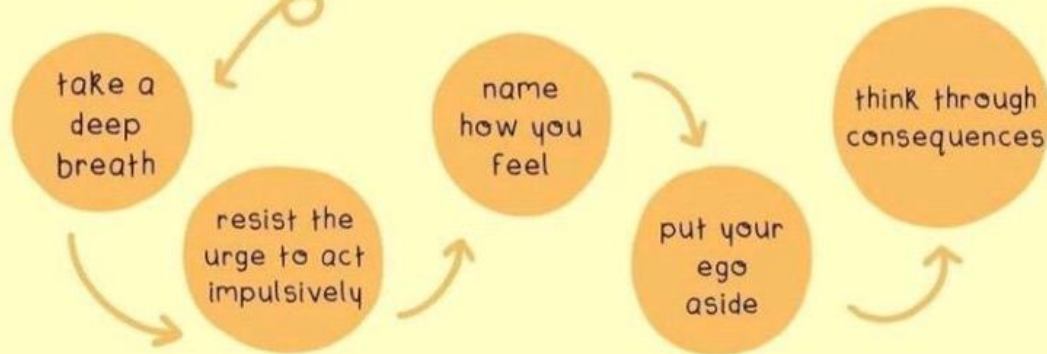 take a
deep
breath
resist the
urge to act
impulsively
name
how you
feel
put your
ego
aside
think through
consequences